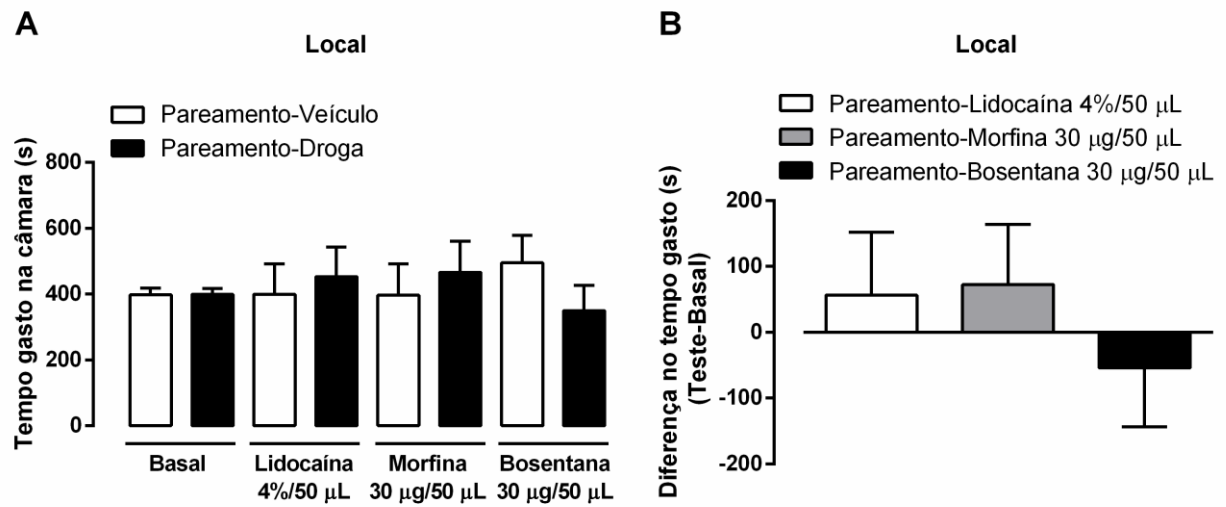 A
Local
Pareamento-Veículo
Pareamento-Droga
Tempo gasto na câmara (s)
800
600
400
200
0
Basal
Lidocaína
4%/50 μL
Morfina
30 μg/50 μL
Bosentana
30 μg/50 μL
B
Local
Pareamento-Lidocaína 4%/50 μL
Pareamento-Morfina 30 μg/50 μL
Pareamento-Bosentana 30 μg/50 μL
Diferença no tempo gasto (s)
(Teste-Basal)
200
100
0
-100
-200